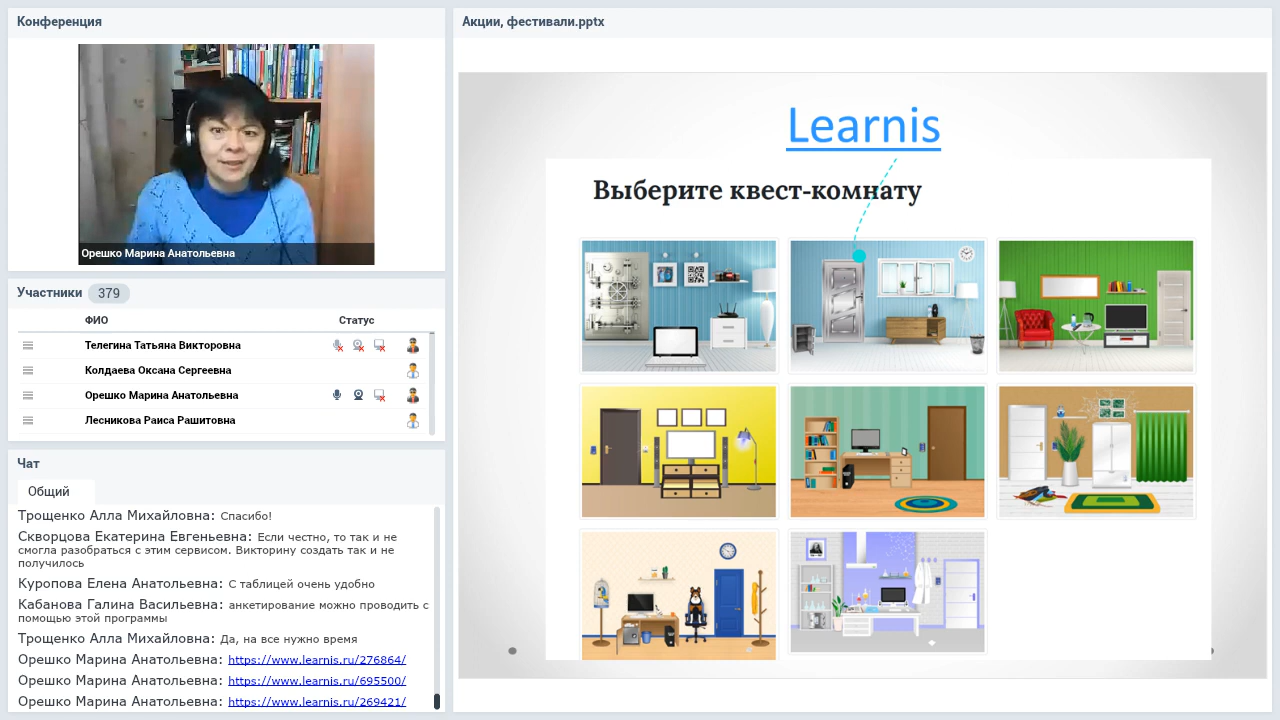 Конференция
Орешко Марина Анатольевна
Участники 379
ФИО Статус
Телегина Татьяна Викторовна
Колдаева Оксана Сергеевна
Орешко Марина Анатольевна
Лесникова Раиса Рашитовна
Чат
Общий
Трощенко Алла Михайловна: Спасибо!
Скворцова Екатерина Евгеньевна: Если честно, то так и не
смогла разобраться с этим сервисом. Викторину создать так и не
получилось
Куропова Елена Анатольевна: С таблицей очень удобно
Кабанова Галина Вавильевна: анкетирование можно проводить с
помощью этой программы
Трощенко Алла Михайловна: Да, на все нужно время
Орешко Марина Анатольевна: https://www.learnis.ru/276864/
Орешко Марина Анатольевна: https://www.learnis.ru/695500/
Орешко Марина Анатольевна: https://www.learnis.ru/269421/
Акции, фестивали.pptx
Learnis
Выберите квест-комнату